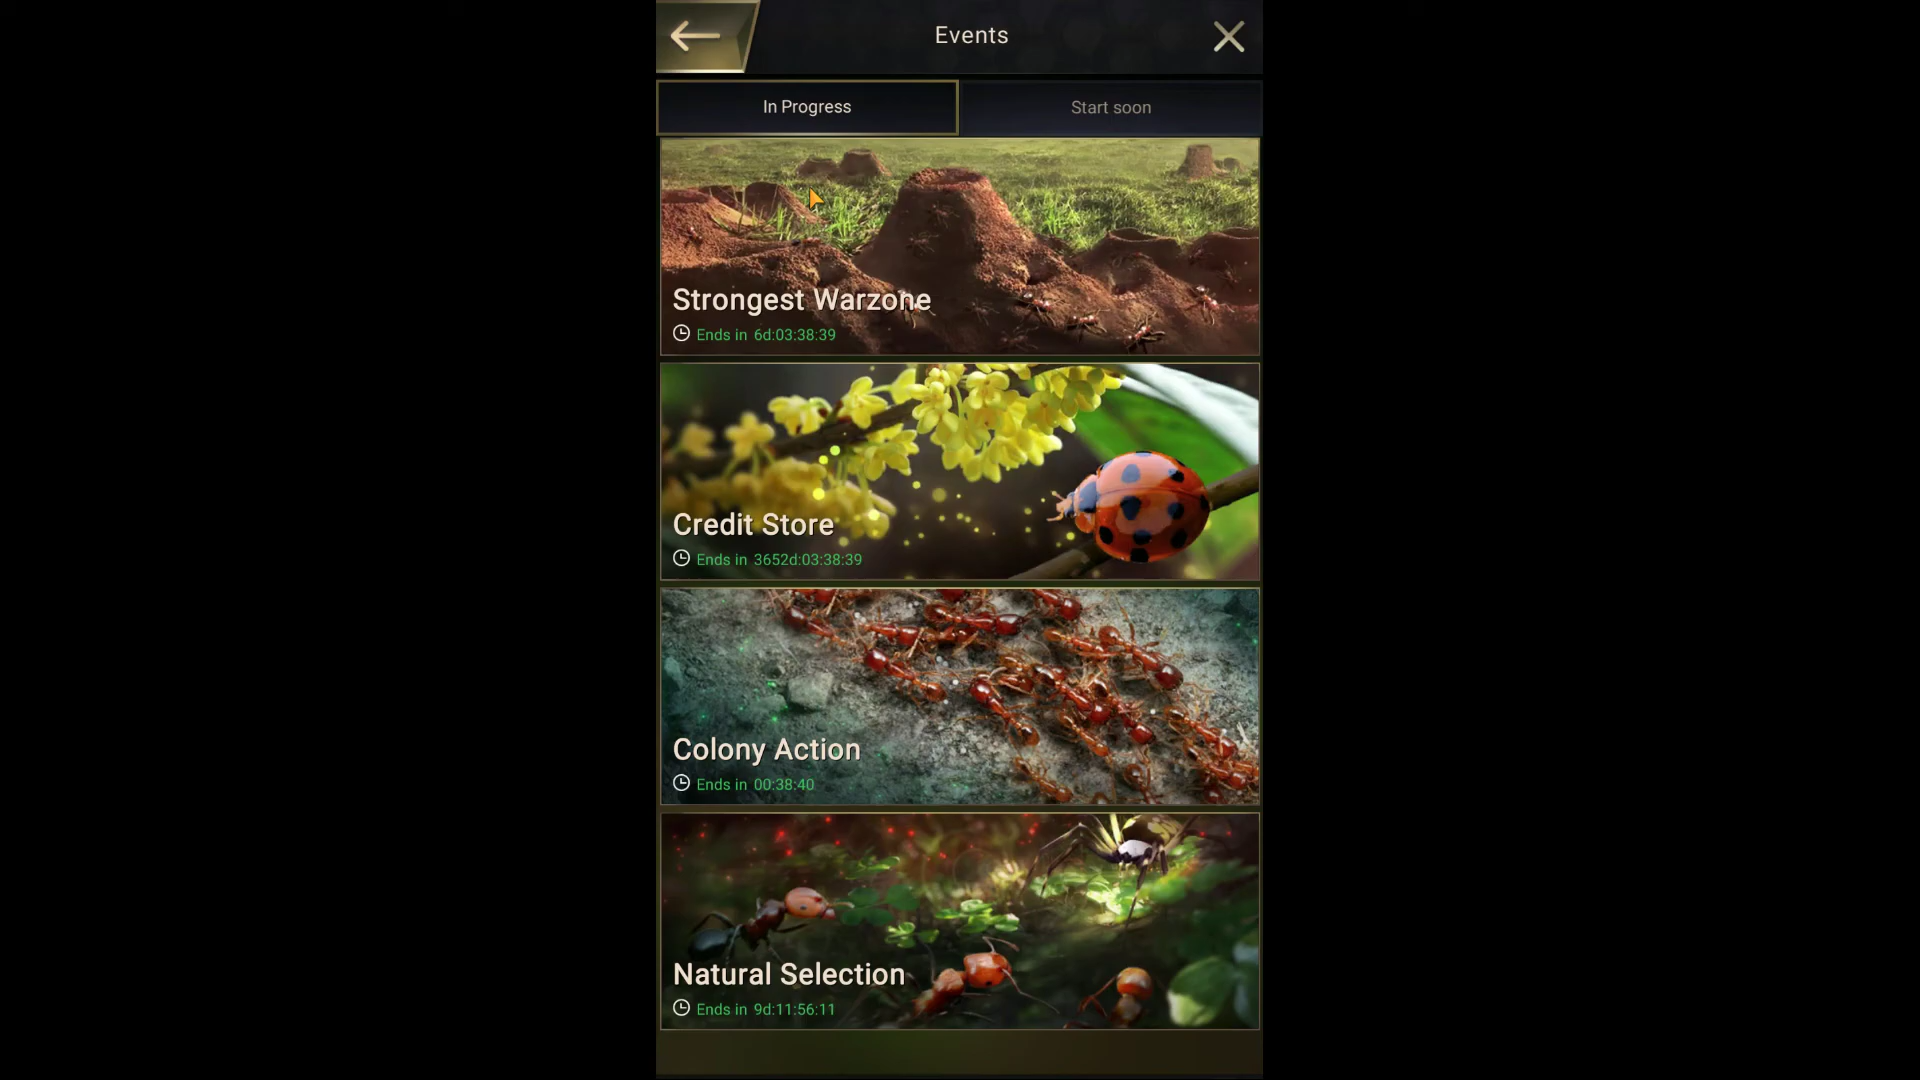 Events
In Progress
Start soon
Strongest Warzone
Ends in 6d:03:38:39
Credit Store
Ends in 3652d:03:38:39
Colony Action
Ends in 00:38:40
Natural Selection
Ends in 9d:11:56:11